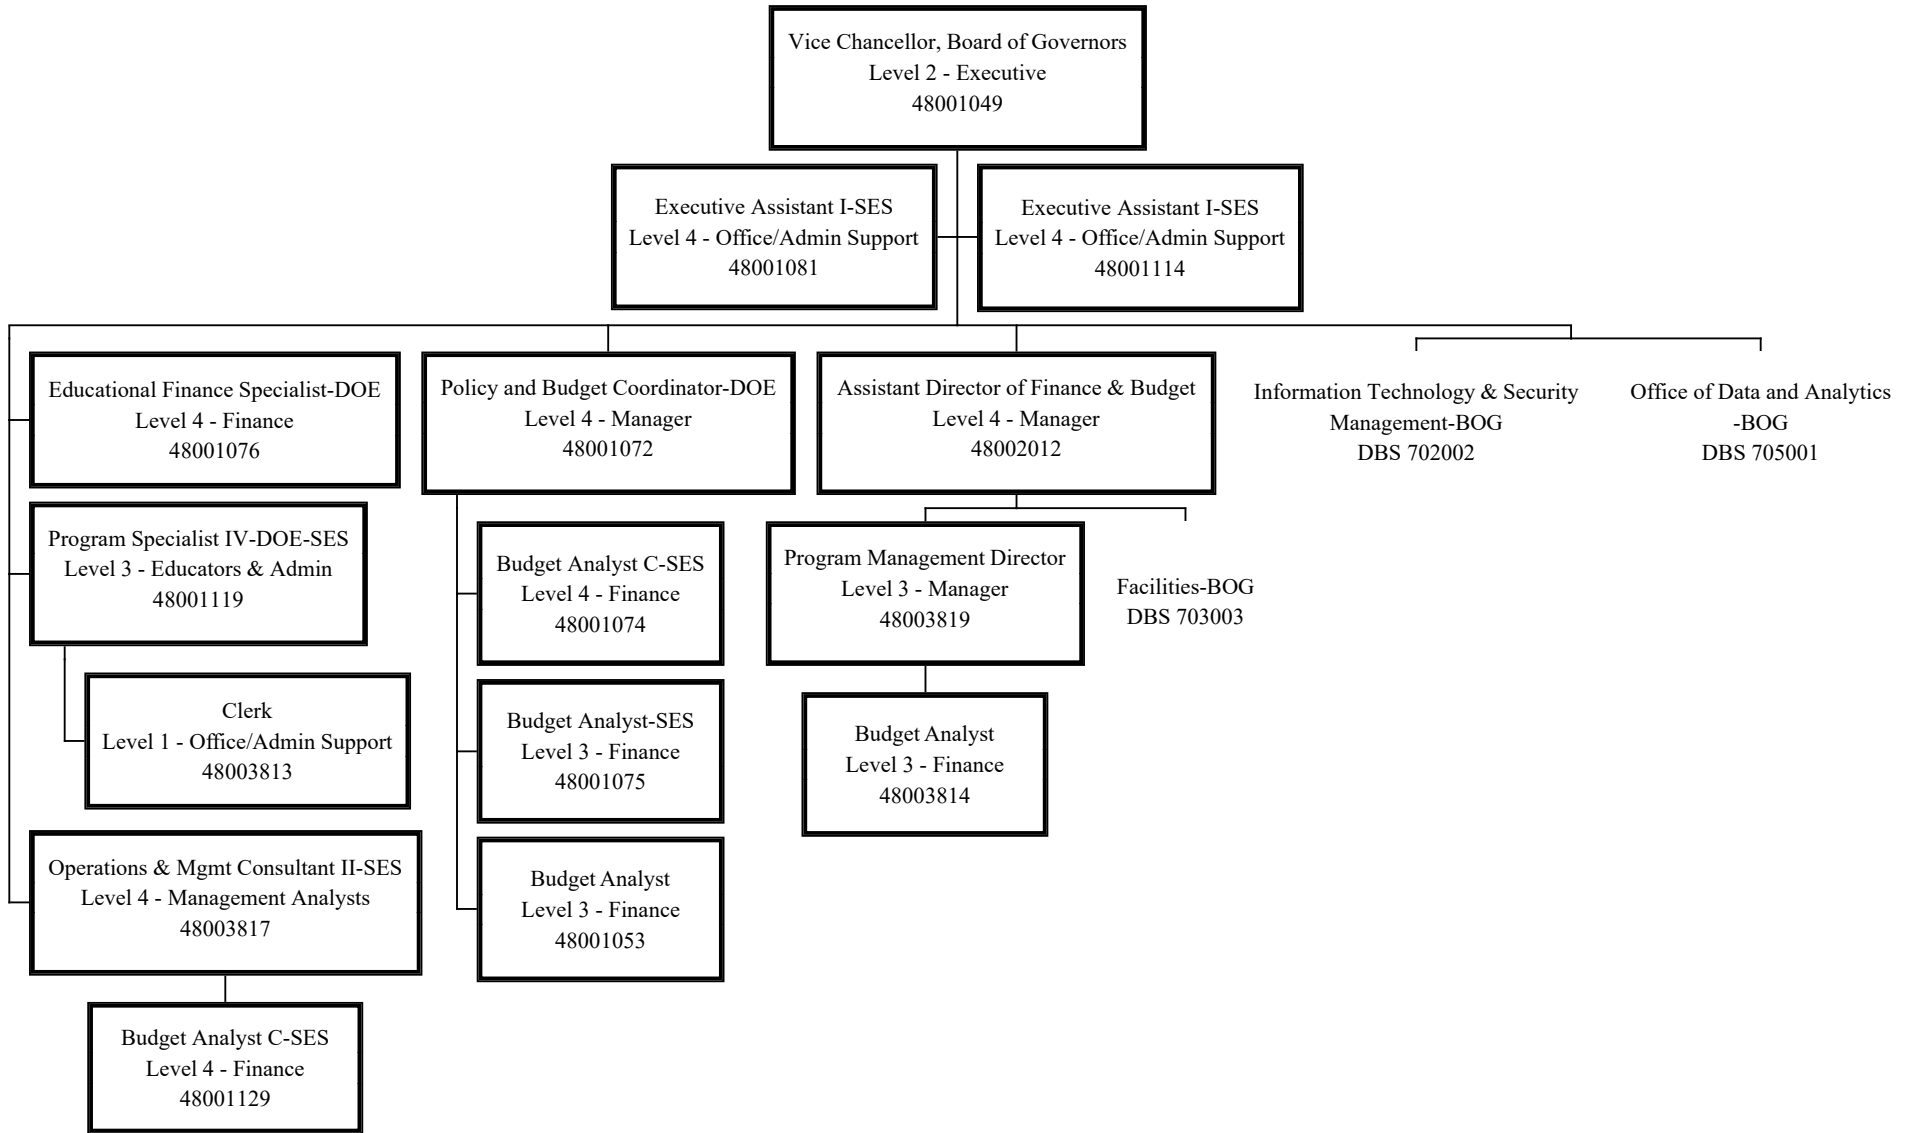 Vice Chancellor, Board of Governors
Level 2 - Executive
48001049
Executive Assistant I-SES
Level 4 - Office/Admin Support
48001081
Executive Assistant I-SES
Level 4 - Office/Admin Support
48001114
Educational Finance Specialist-DOE
Level 4 - Finance
48001076
Program Specialist IV-DOE-SES
Level 3 - Educators & Admin
48001119
Clerk
Level 1 - Office/Admin Support
48003813
Operations & Mgmt Consultant II-SES
Level 4 - Management Analysts
48003817
Budget Analyst C-SES
Level 4 - Finance
48001129
Policy and Budget Coordinator-DOE
Level 4 - Manager
48001072
Budget Analyst C-SES
Level 4 - Finance
48001074
Budget Analyst-SES
Level 3 - Finance
48001075
Budget Analyst
Level 3 - Finance
48001053
Assistant Director of Finance & Budget
Level 4 - Manager
48002012
Program Management Director
Level 3 - Manager
48003819
Budget Analyst
Level 3 - Finance
48003814
Facilities-BOG
DBS 703003
Information Technology & Security
Management-BOG
DBS 702002
Office of Data and Analytics
-BOG
DBS 705001